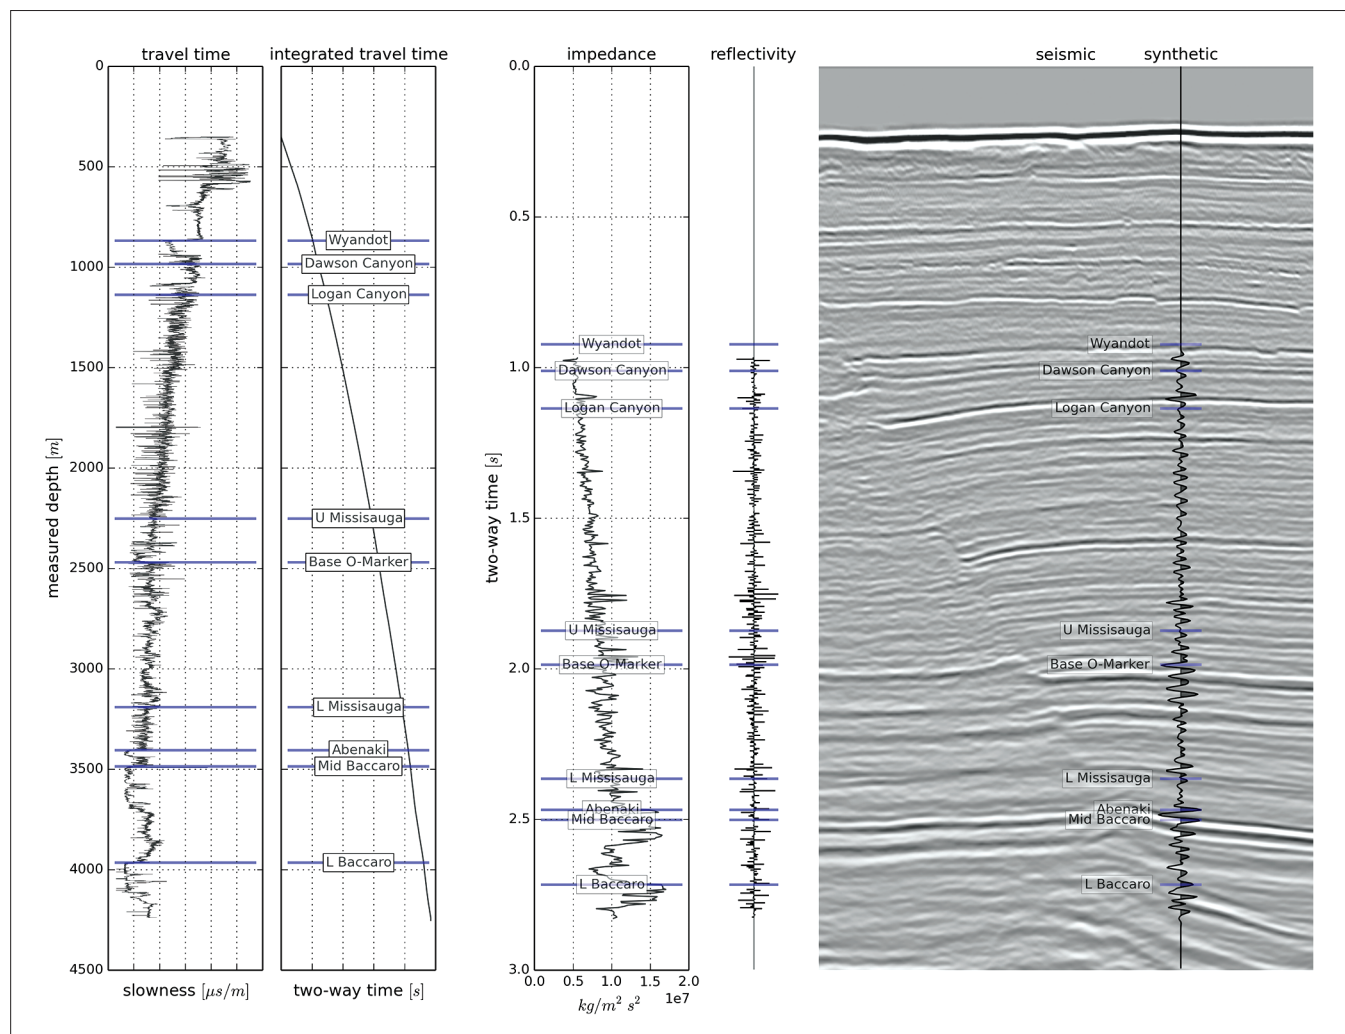 travel time
integrated travel time
impedance
reflectivity
seismic
synthetic
0
500
1000
1500
2000
2500
3000
3500
4000
4500
measured depth [m]
Wyandot
Dawson Canyon
Logan Canyon
U Missisauga
Base O-Marker
L Missisauga
Abenaki
Mid Baccaro
L Baccaro
slowness [μs/m]
two-way time [s]
0.0
0.5
1.0
1.5
2.0
2.5
3.0
two-way time [s]
Wyandot
Dawson Canyon
Logan Canyon
U Missisauga
Base O-Marker
L Missisauga
Abenaki
Mid Baccaro
L Baccaro
0.0
0.5
1.0
1.5
2.0
1e7
kg/m² s²
Wyandot
Dawson Canyon
Logan Canyon
U Missisauga
Base O-Marker
L Missisauga
Abenaki
Mid Baccaro
L Baccaro